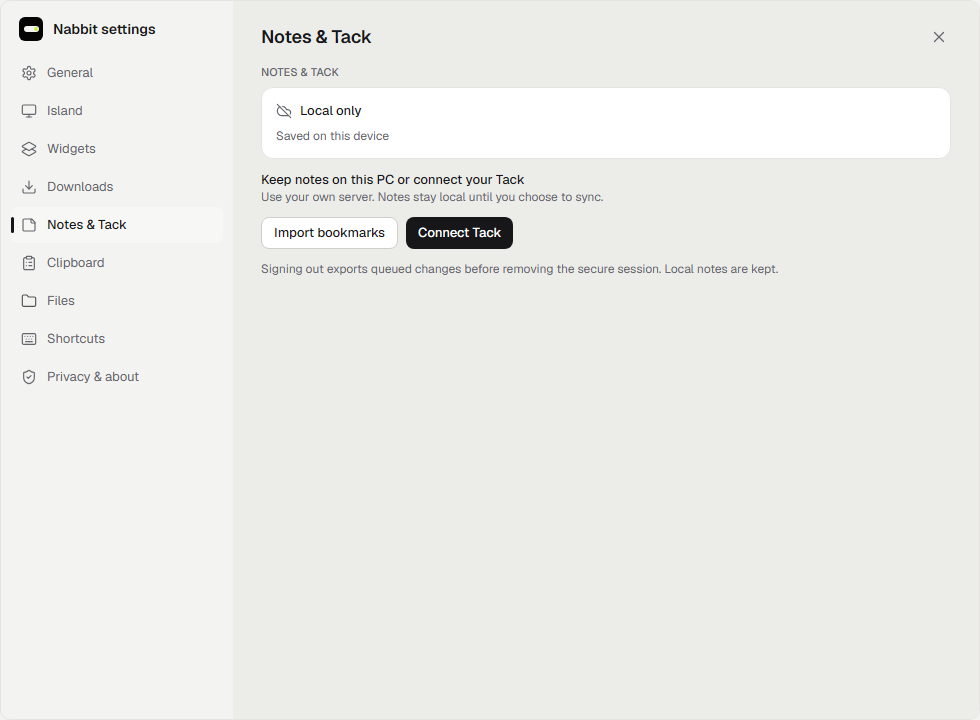 Nabbit settings
General
Island
Widgets
Downloads
Notes & Tack
Clipboard
Files
Shortcuts
Privacy & about
Notes & Tack
NOTES & TACK
Local only
Saved on this device
Keep notes on this PC or connect your Tack
Use your own server. Notes stay local until you choose to sync.
Import bookmarks
Connect Tack
Signing out exports queued changes before removing the secure session. Local notes are kept.